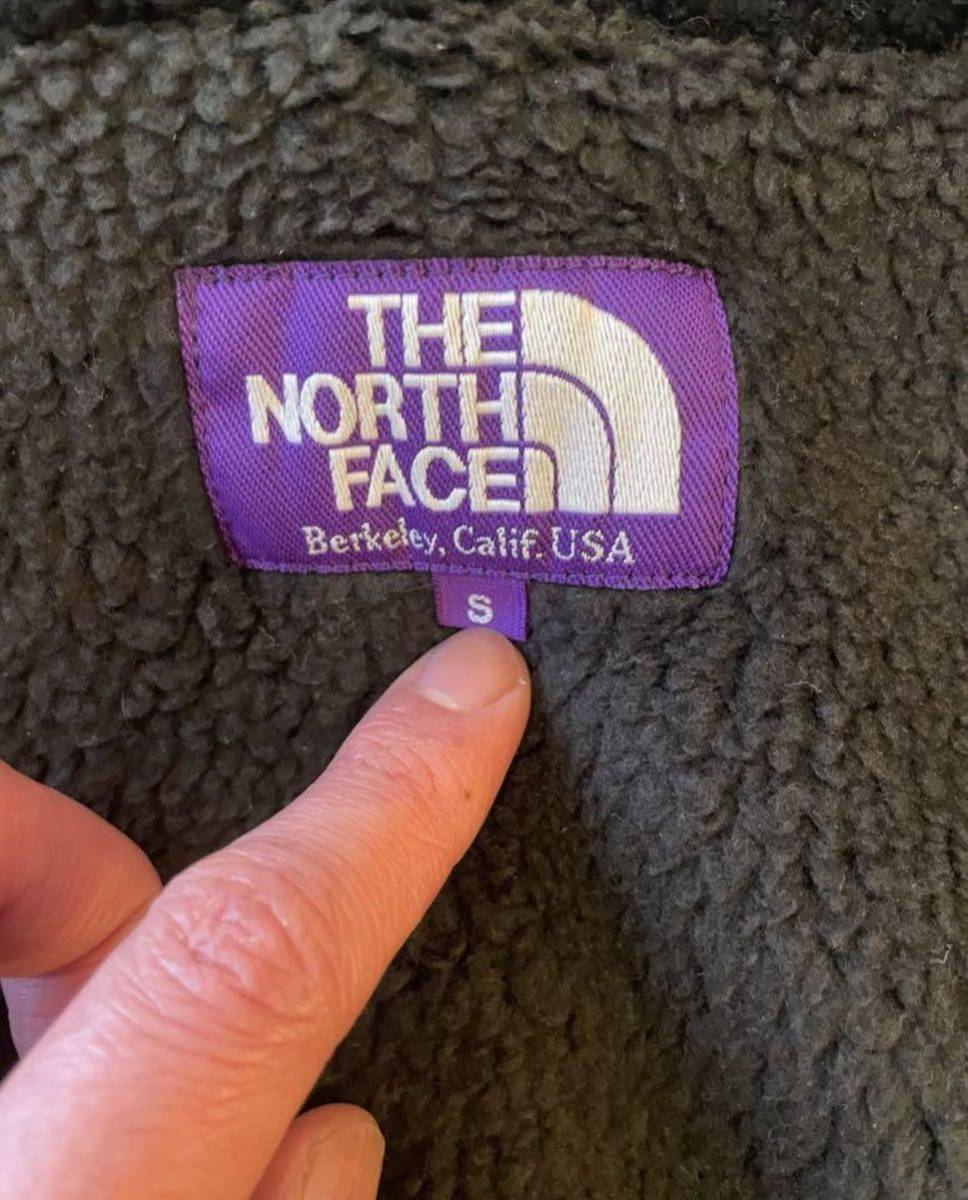 THE
NORTH
FACE
Berkeley, Calif. USA
S